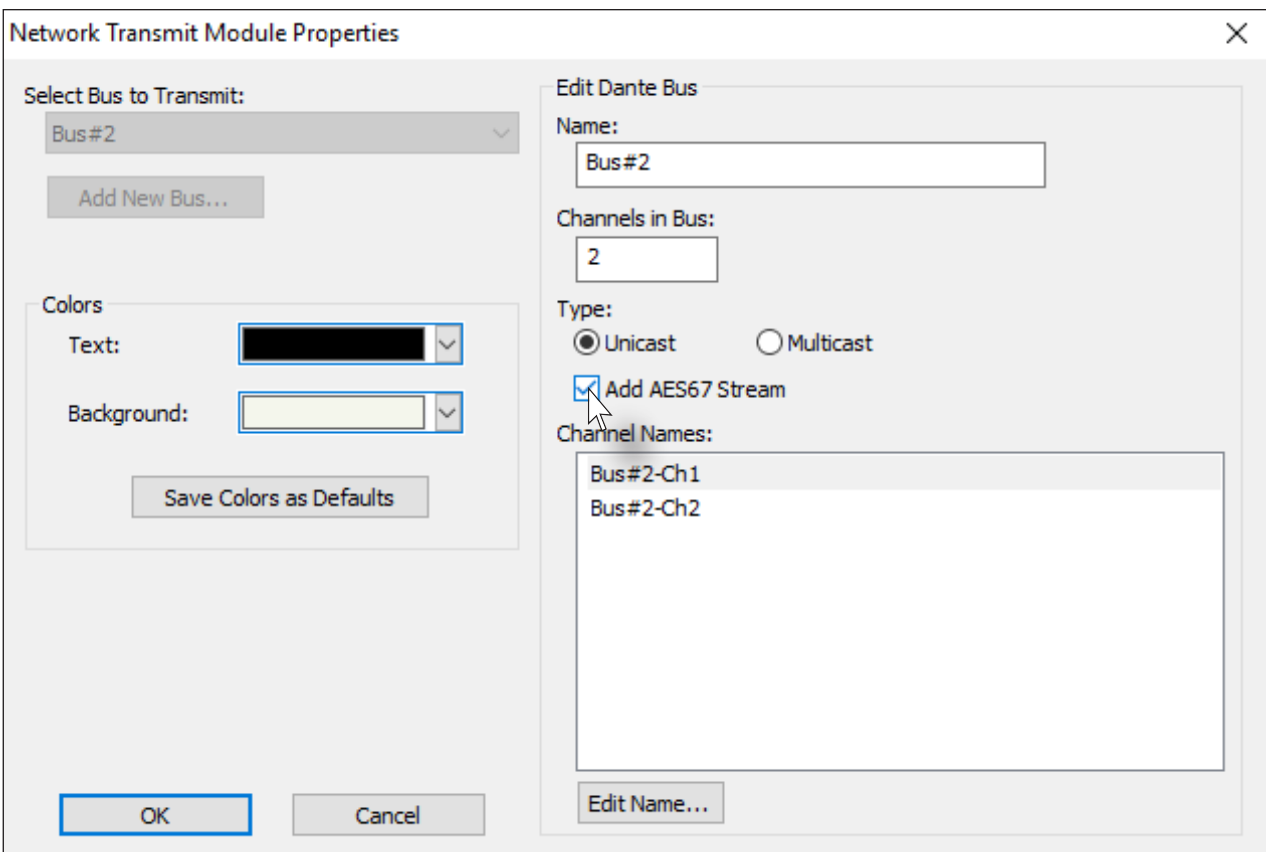 Network Transmit Module Properties
Select Bus to Transmit:
Bus#2
Add New Bus...
Colors
Text:
Background:
Save Colors as Defaults
OK
Cancel
Edit Dante Bus
Name:
Bus#2
Channels in Bus:
2
Type:
Unicast
Multicast
Add AES67 Stream
Channel Names:
Bus#2-Ch1
Bus#2-Ch2
Edit Name...